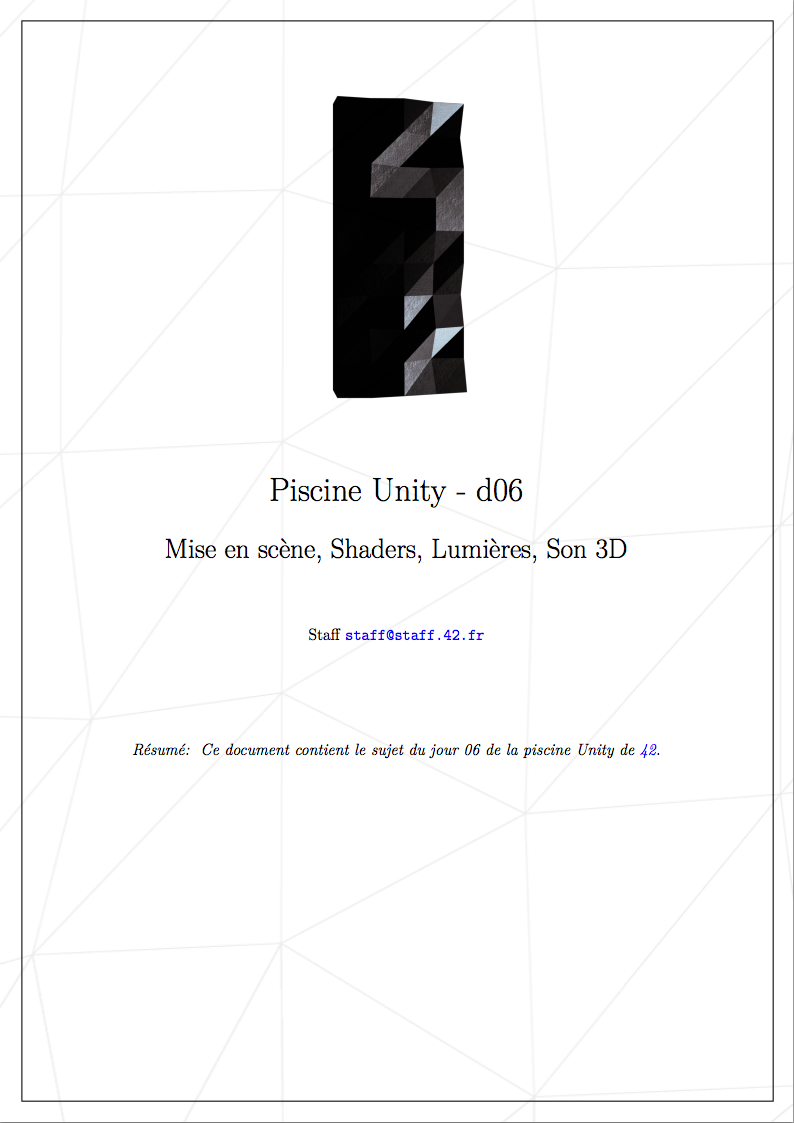 Piscine Unity - d06
Mise en scène, Shaders, Lumières, Son 3D
Staff staff@staff.42.fr
Résumé: Ce document contient le sujet du jour 06 de la piscine Unity de 42.